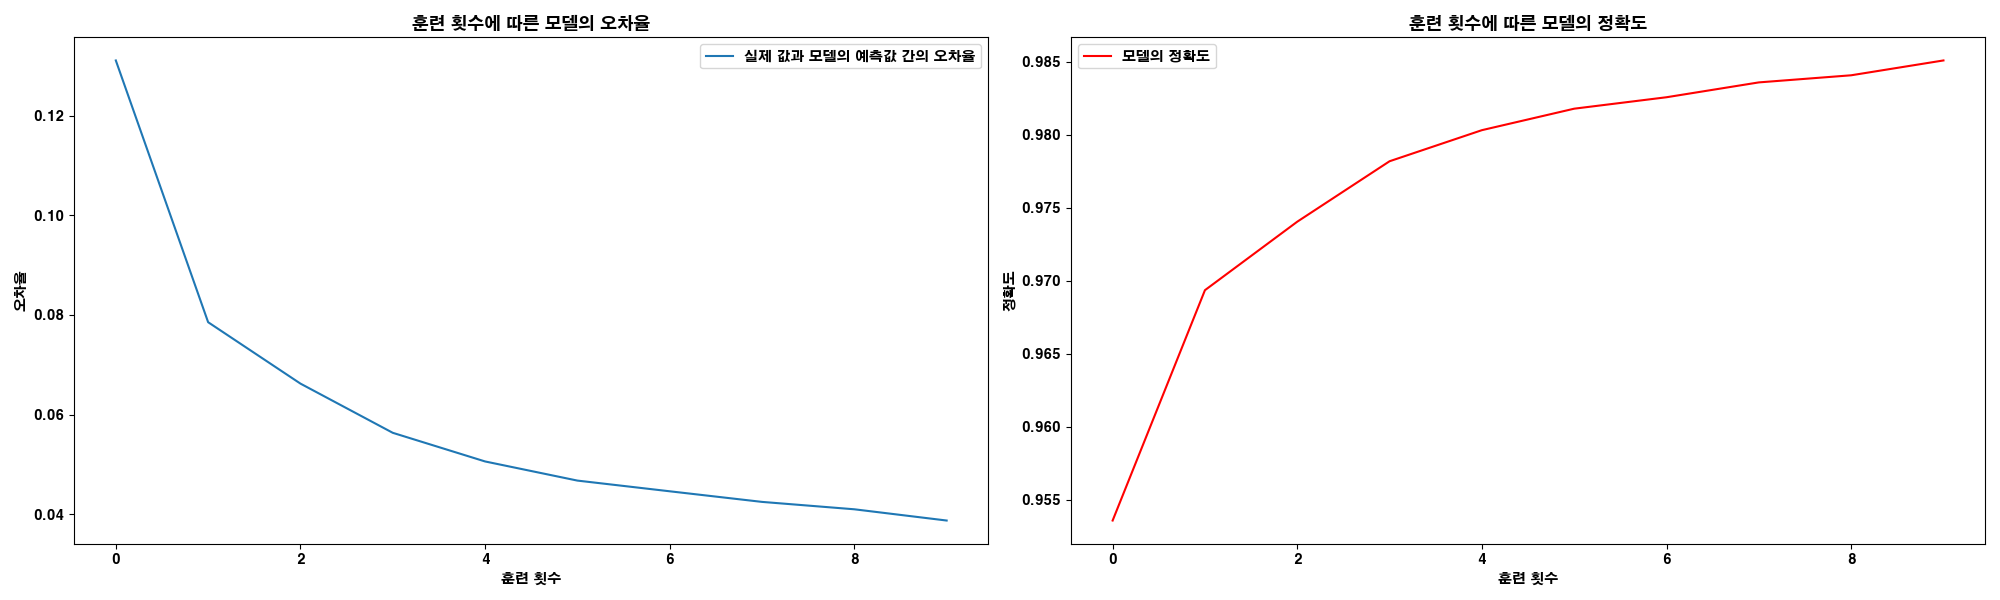 훈련 횟수에 따른 모델의 오차율
실제 값과 모델의 예측값 간의 오차율
0.12
0.10
0.08
0.06
0.04
오차율
0 2 4 6 8
훈련 횟수
훈련 횟수에 따른 모델의 정확도
모델의 정확도
0.985
0.980
0.975
0.970
0.965
0.960
0.955
정확도
0 2 4 6 8
훈련 횟수